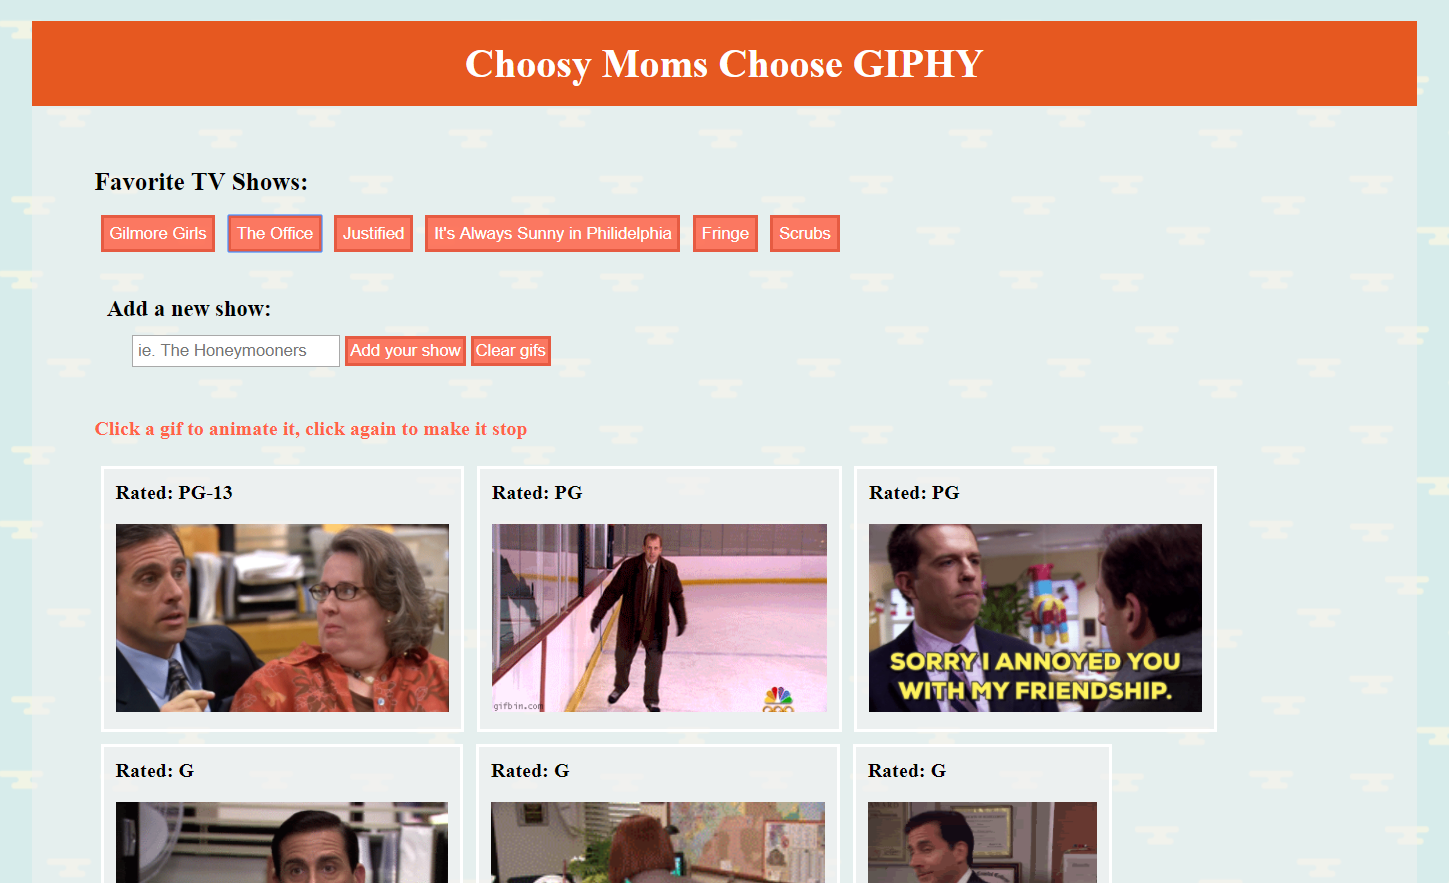 Choosy Moms Choose GIPHY
Favorite TV Shows:
Gilmore Girls The Office Justified It's Always Sunny in Philidelphia Fringe Scrubs
Add a new show:
ie. The Honeymooners Add your show Clear gifs
Click a gif to animate it, click again to make it stop
Rated: PG-13 Rated: PG Rated: PG
SORRY I ANNOYED YOU
WITH MY FRIENDSHIP.
gifbin.com
Rated: G Rated: G Rated: G